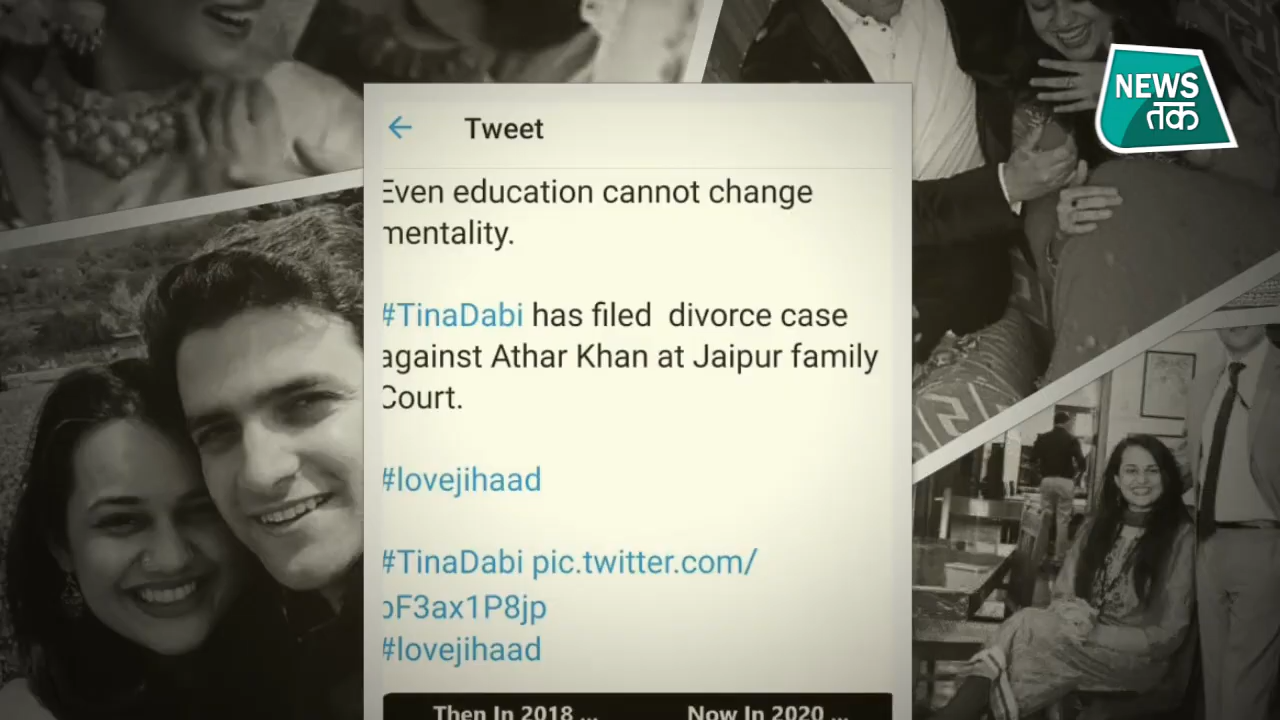 NEWS
तक
Tweet
Even education cannot change
mentality.
#TinaDabi has filed divorce case
against Athar Khan at Jaipur family
Court.
#lovejihaad
#TinaDabi pic.twitter.com/
oF3ax1P8jp
#lovejihaad
Then In 2018 ... Now In 2020 ...